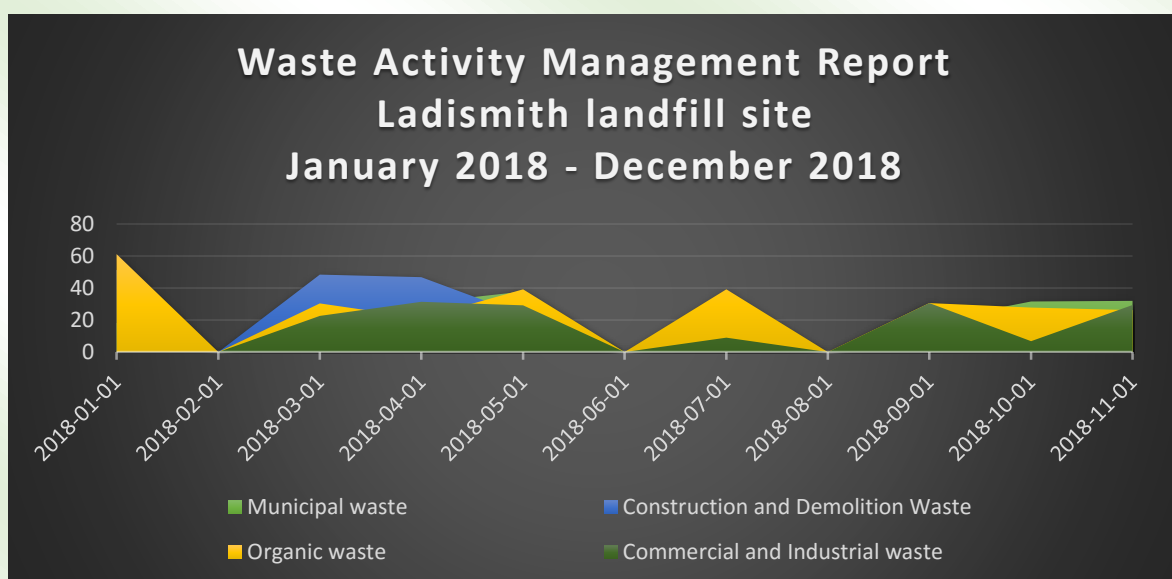 Waste Activity Management Report
Ladismith landfill site
January 2018 - December 2018
80
60
40
20
0
2018-01-01
2018-02-01
2018-03-01
2018-04-01
2018-05-01
2018-06-01
2018-07-01
2018-08-01
2018-09-01
2018-10-01
2018-11-01
Municipal waste
Construction and Demolition Waste
Organic waste
Commercial and Industrial waste